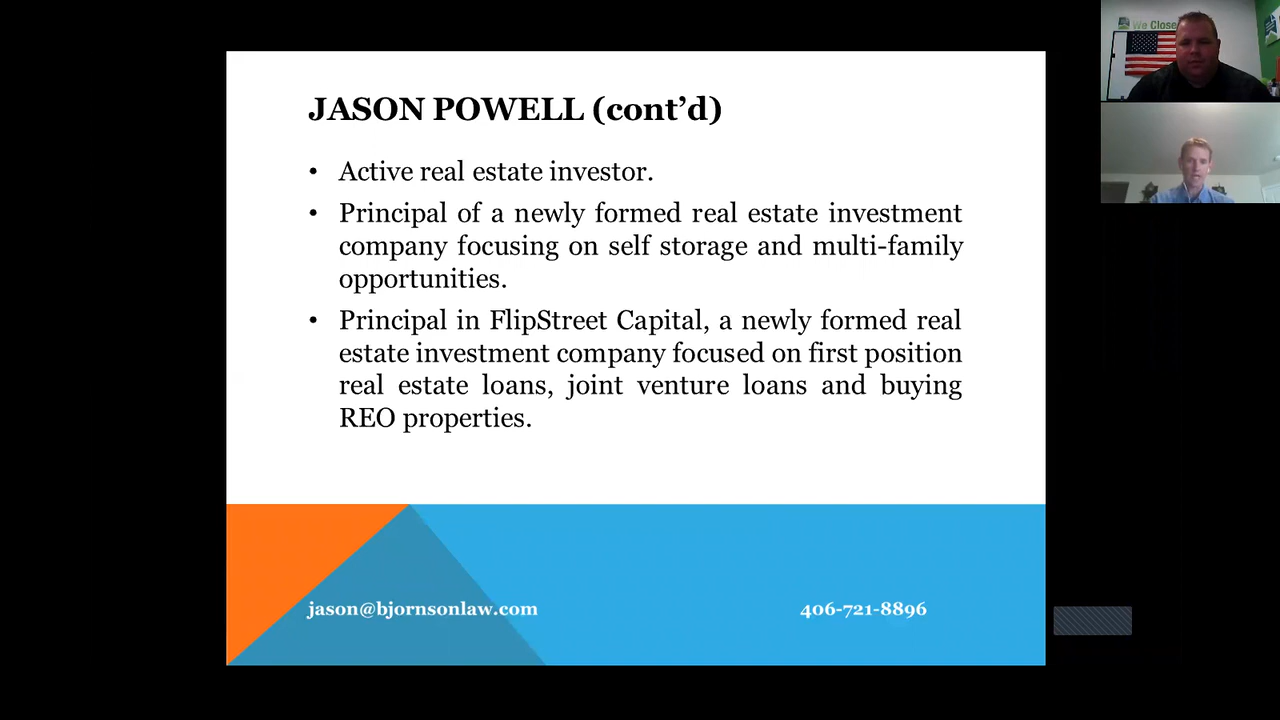 We Close
JASON POWELL (cont’d)
• Active real estate investor.
• Principal of a newly formed real estate investment
company focusing on self storage and multi-family
opportunities.
• Principal in FlipStreet Capital, a newly formed real
estate investment company focused on first position
real estate loans, joint venture loans and buying
REO properties.
jason@bjornsonlaw.com
406-721-8896